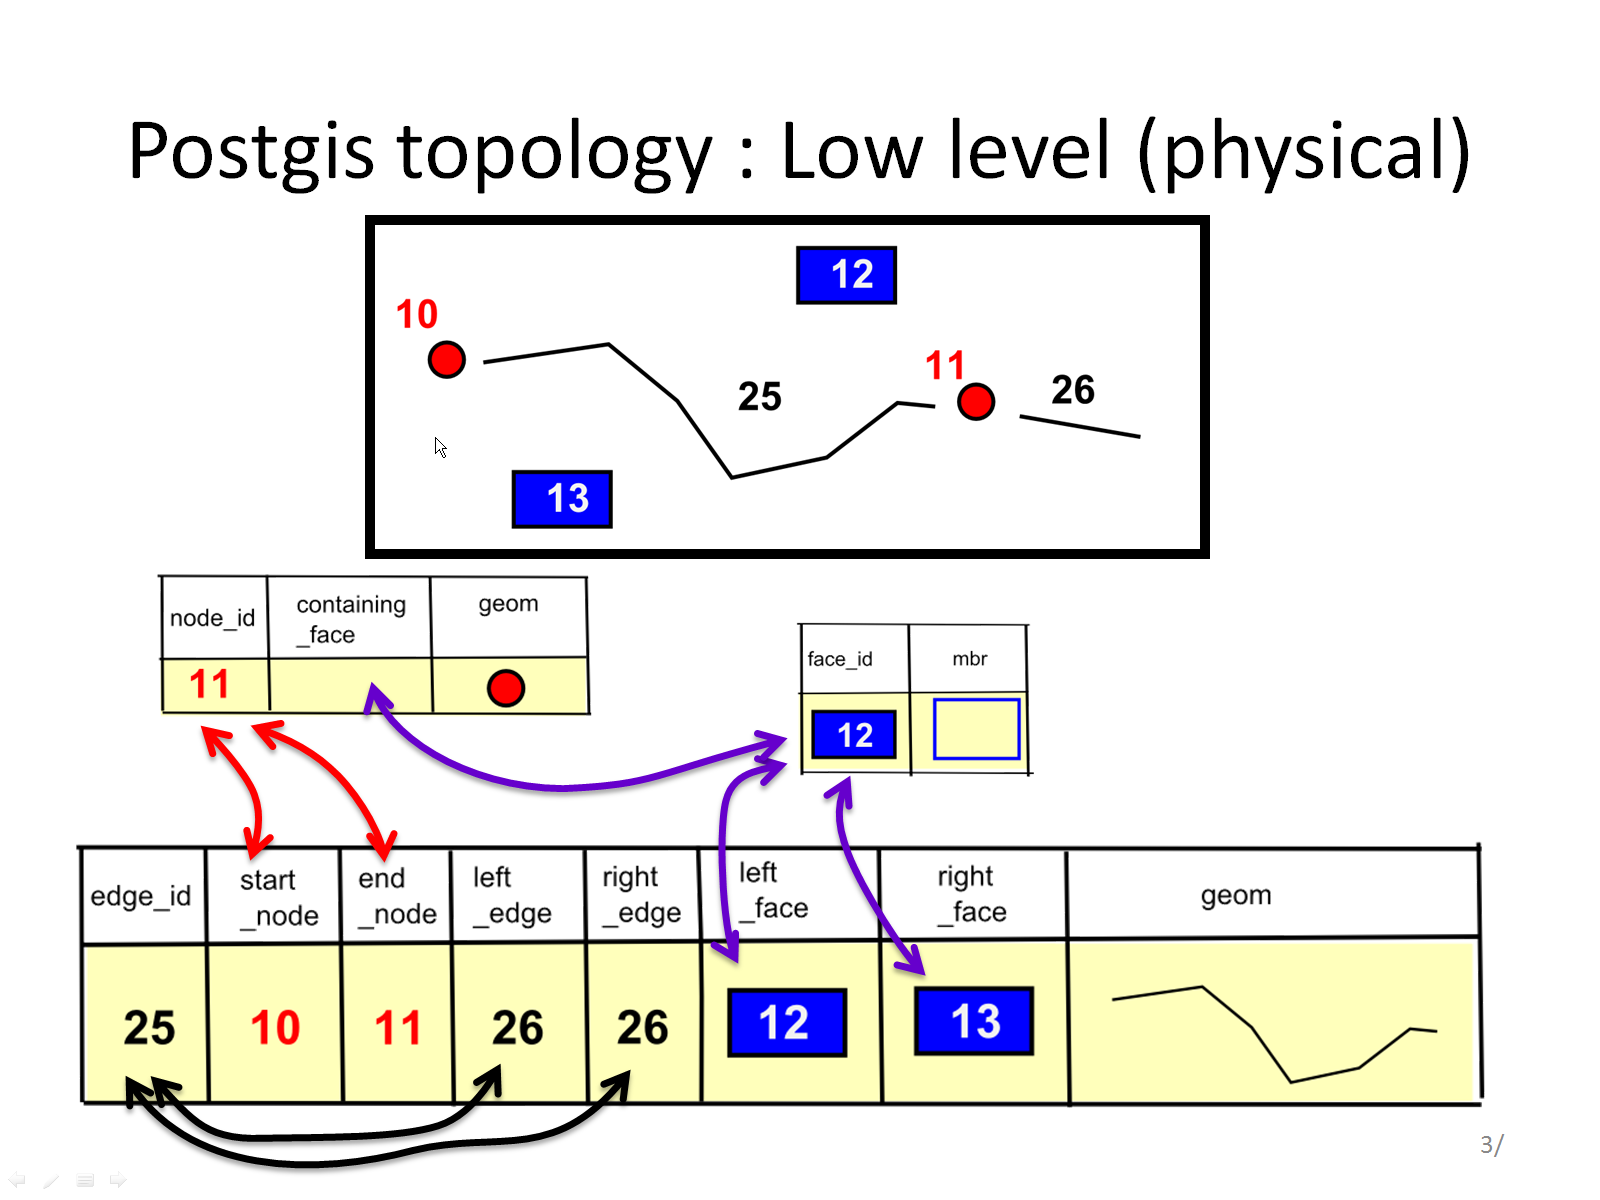 Postgis topology : Low level (physical)
12
10
11
25
26
13
node_id
containing
_face
geom
11
face_id
mbr
12
edge_id
start
_node
end
_node
left
_edge
right
_edge
left
_face
right
_face
geom
25
10
11
26
26
12
13
3/